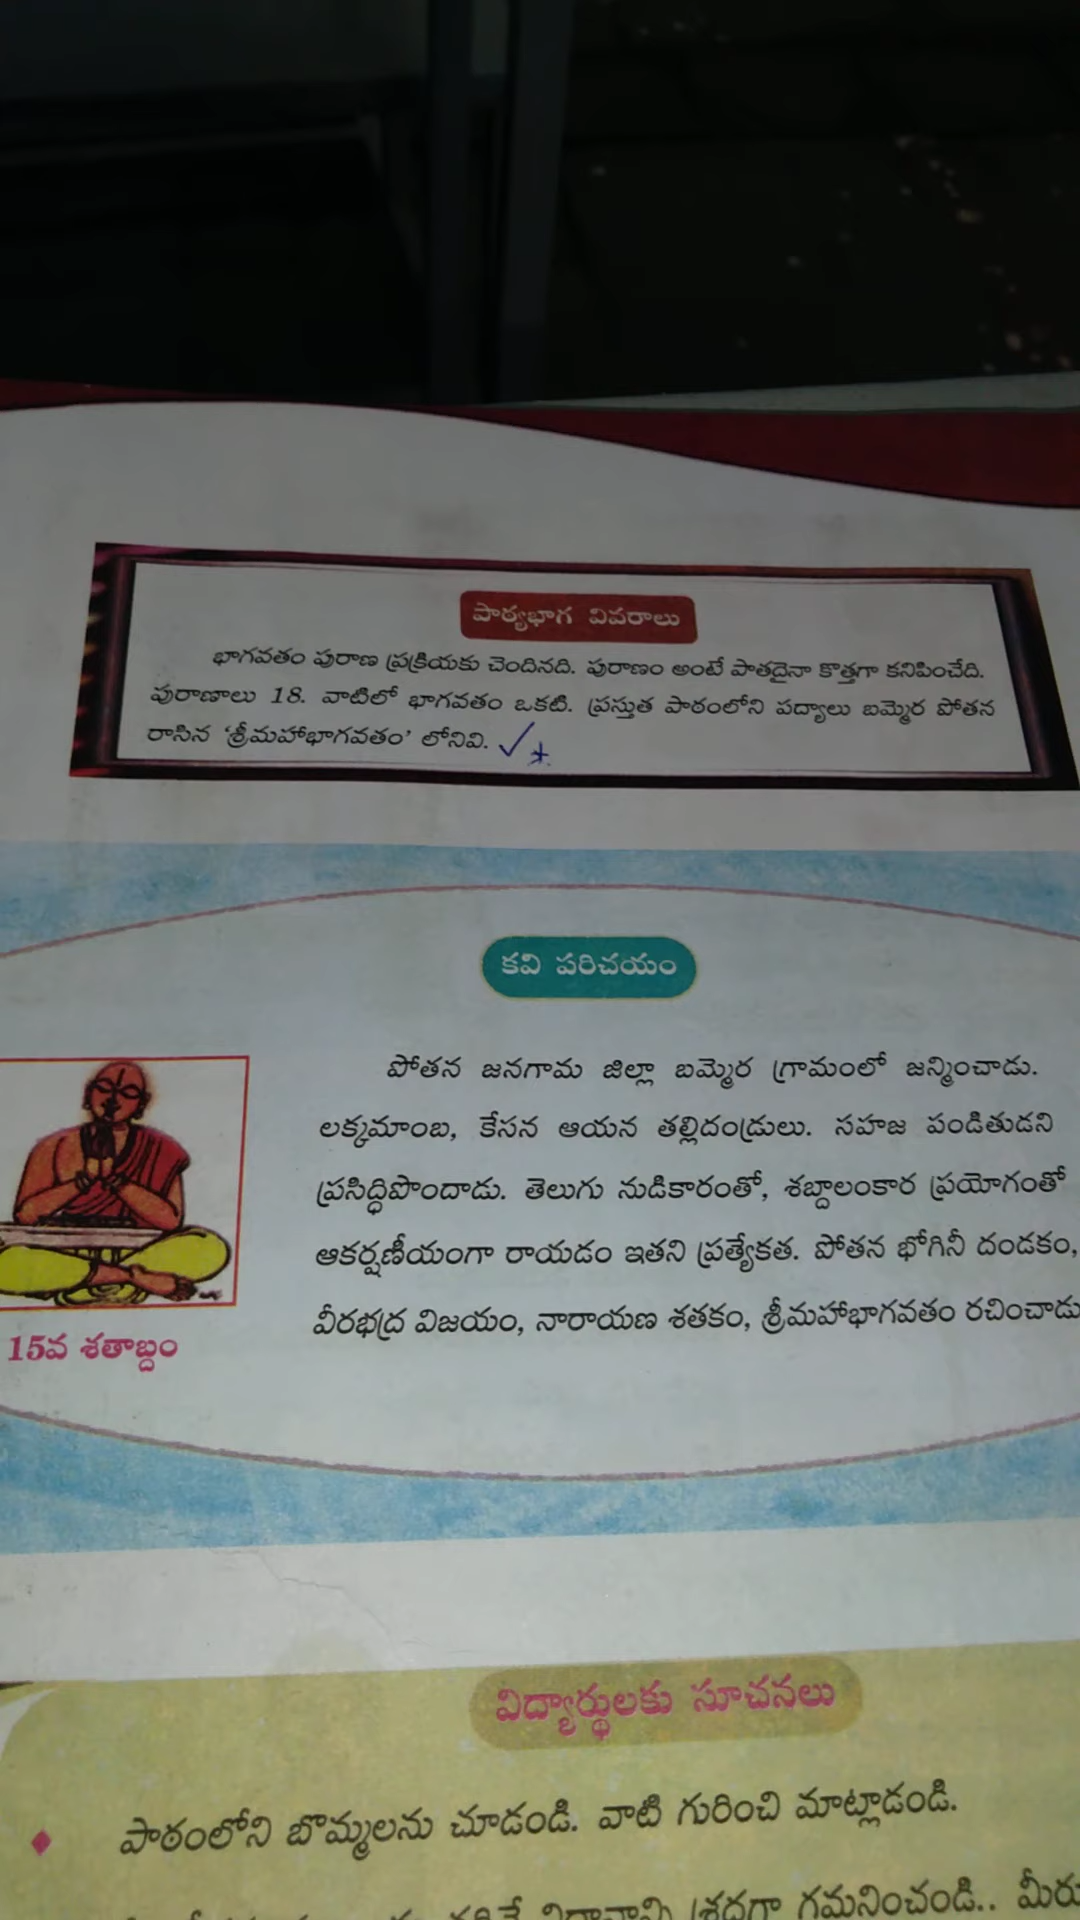 పాఠ్యభాగ వివరాలు
భాగవతం పురాణ ప్రక్రియకు చెందినది. పురాణం అంటే పాతదైనా కొత్తగా కనిపించేది.
పురాణాలు 18. వాటిలో భాగవతం ఒకటి. ప్రస్తుత పాఠంలోని పద్యాలు బమ్మెర పోతన
రాసిన 'శ్రీమహాభాగవతం' లోనివి.
కవి పరిచయం
పోతన జనగామ జిల్లా బమ్మెర గ్రామంలో జన్మించాడు.
లక్కమాంబ, కేసన ఆయన తల్లిదండ్రులు. సహజ పండితుడని
ప్రసిద్ధిపొందాడు. తెలుగు నుడికారంతో, శబ్దాలంకార ప్రయోగంతో
ఆకర్షణీయంగా రాయడం ఇతని ప్రత్యేకత. పోతన భోగినీ దండకం,
వీరభద్ర విజయం, నారాయణ శతకం, శ్రీమహాభాగవతం రచించాడు
15వ శతాబ్దం
విద్యార్థులకు సూచనలు
పాఠంలోని బొమ్మలను చూడండి. వాటి గురించి మాట్లాడండి.
గమనించండి.. మీరు